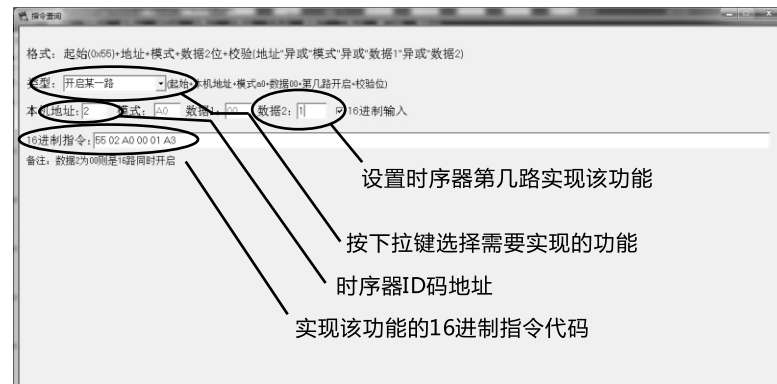 指令查询
格式：起始(0x55)+地址+模式+数据2位+校验(地址"异或"模式"异或"数据1"异或"数据2)
类型：开启某一路 (起始+本机地址+模式a0+数据00+第几路开启+校验位)
本机地址：2 模式：A0 数据1：00 数据2：1 16进制输入
16进制指令：55 02 A0 00 01 A3
备注：数据2为00则是16路同时开启
设置时序器第几路实现该功能
按下拉键选择需要实现的功能
时序器ID码地址
实现该功能的16进制指令代码